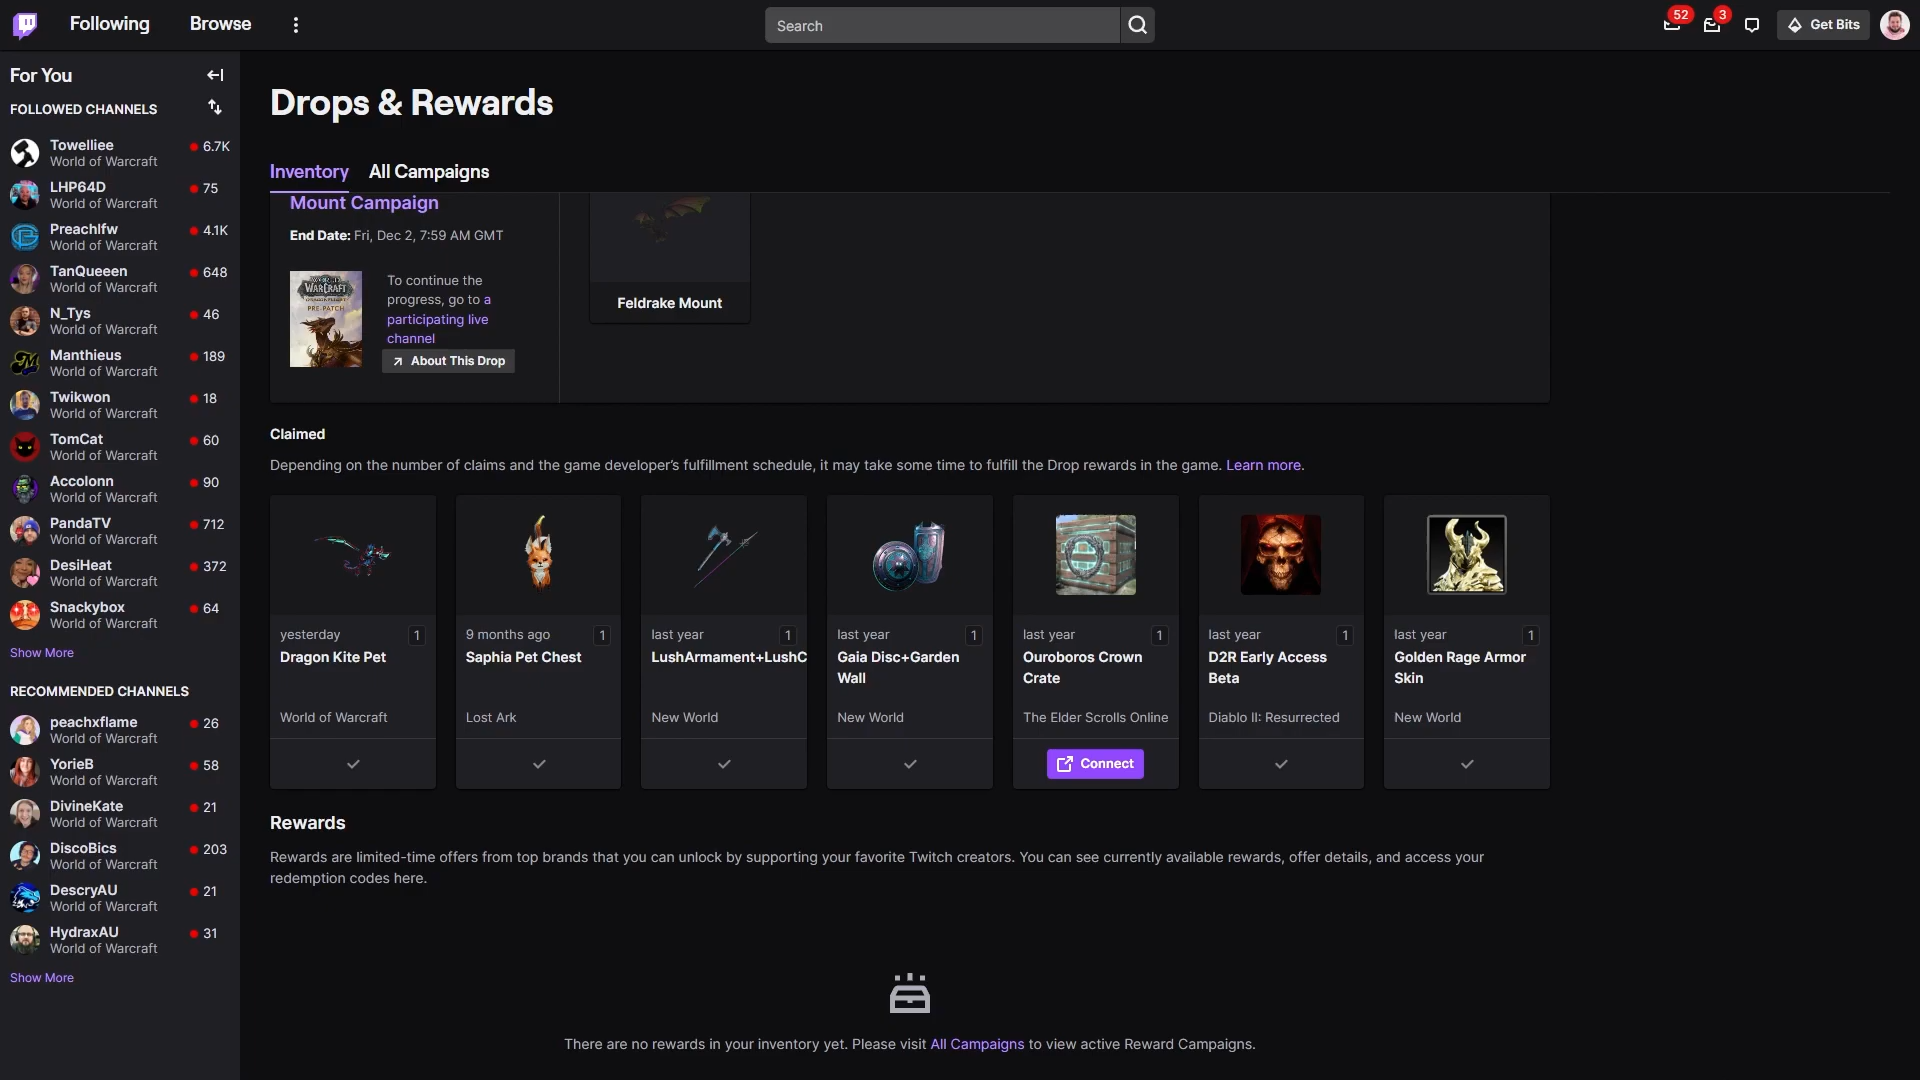 Following
Browse
Search
52
3
Get Bits
For You
FOLLOWED CHANNELS
Towelliee
6.7K
World of Warcraft
LHP64D
75
World of Warcraft
Preachlfw
4.1K
World of Warcraft
TanQueeen
648
World of Warcraft
N_Tys
46
World of Warcraft
Manthieus
189
World of Warcraft
Twikwon
18
World of Warcraft
TomCat
60
World of Warcraft
Accolonn
90
World of Warcraft
PandaTV
712
World of Warcraft
DesiHeat
372
World of Warcraft
Snackybox
64
World of Warcraft
Show More
RECOMMENDED CHANNELS
peachxflame
26
World of Warcraft
YorieB
58
World of Warcraft
DivineKate
21
World of Warcraft
DiscoBics
203
World of Warcraft
DescryAU
21
World of Warcraft
HydraxAU
31
World of Warcraft
Show More
Drops & Rewards
Inventory
All Campaigns
Mount Campaign
End Date: Fri, Dec 2, 7:59 AM GMT
WARCRAFT
PRE-PATCH
To continue the
progress, go to a
participating live
channel
About This Drop
Feldrake Mount
Claimed
Depending on the number of claims and the game developer's fulfillment schedule, it may take some time to fulfill the Drop rewards in the game. Learn more.
yesterday
1
Dragon Kite Pet
World of Warcraft
9 months ago
1
Saphia Pet Chest
Lost Ark
last year
1
LushArmament+LushC
New World
last year
1
Gaia Disc+Garden
Wall
New World
last year
1
Ouroboros Crown
Crate
The Elder Scrolls Online
Connect
last year
1
D2R Early Access
Beta
Diablo II: Resurrected
last year
1
Golden Rage Armor
Skin
New World
Rewards
Rewards are limited-time offers from top brands that you can unlock by supporting your favorite Twitch creators. You can see currently available rewards, offer details, and access your
redemption codes here.
There are no rewards in your inventory yet. Please visit All Campaigns to view active Reward Campaigns.